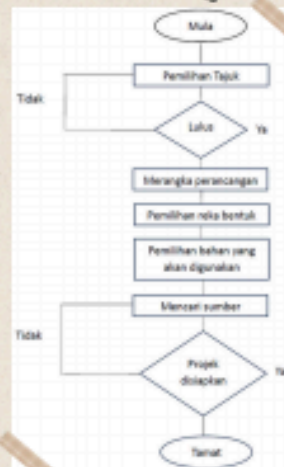 Mula
Pemilihan Tajuk
Tidak
Lulus
Ya
Merangka perancangan
Pemilihan reka bentuk
Pemilihan bahan yang
akan digunakan
Mencari sumber
Tidak
Projek
disiapkan
Ya
Tamat